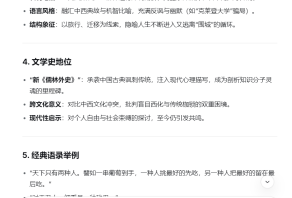 • 语言风格：融汇中西典故与机智比喻，充满反讽与幽默（如“克莱登大学”骗局）。
• 结构象征：以旅行、迁移为线索，隐喻人生不断进入又逃离“围城”的循环。
4. 文学史地位
• “新《儒林外史》”：承袭中国古典讽刺传统，注入现代心理描写，成为剖析知识分子灵
魂的里程碑。
• 跨文化意义：对比中西文化冲突，批判盲目西化与传统枷锁的双重困境。
• 现代性启示：对个人自由与社会束缚的探讨，至今仍引发共鸣。
5. 经典语录举例
• “天下只有两种人。譬如一串葡萄到手，一种人挑最好的先吃，另一种人把最好的留在最
后吃。”